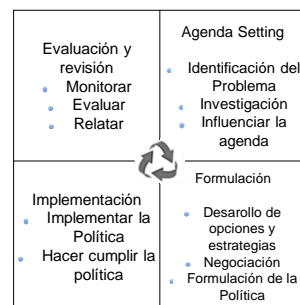 Evaluación y
revisión
Monitorar
Evaluar
Relatar
Agenda Setting
Identificación del
Problema
Investigación
Influenciar la
agenda
Implementación
Implementar la
Política
Hacer cumplir la
política
Formulación
Desarollo de
opciones y
estrategias
Negociación
Formulación de la
Política